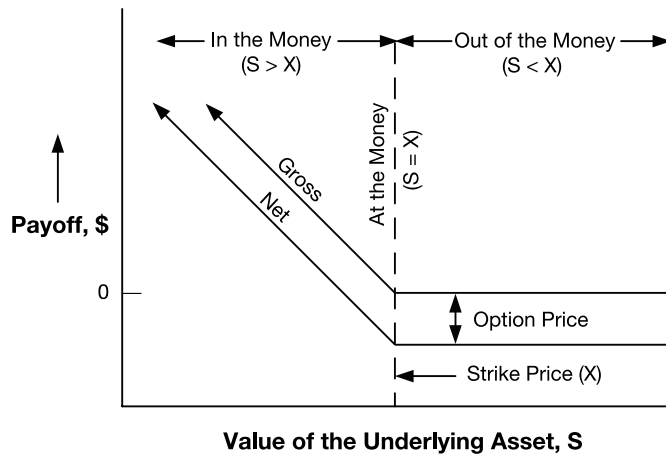 In the Money
(S > X)
Out of the Money
(S < X)
At the Money
(S = X)
Gross
Net
Payoff, $
0
Option Price
Strike Price (X)
Value of the Underlying Asset, S